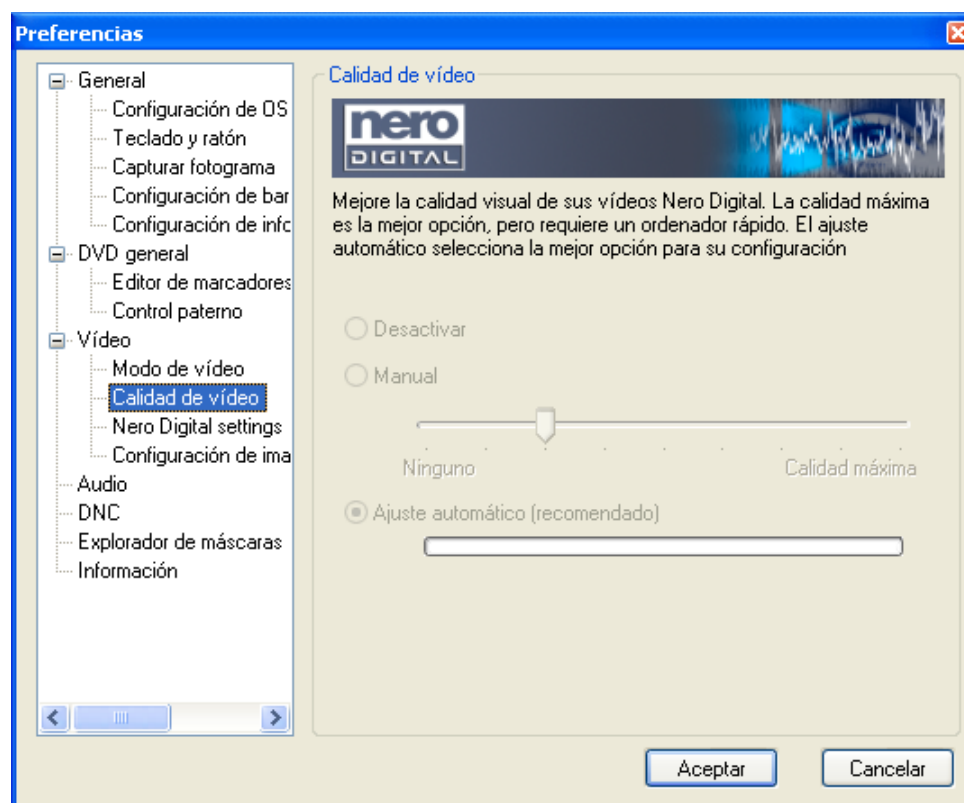 Preferencias
General
Configuración de OS
Teclado y ratón
Capturar fotograma
Configuración de bar
Configuración de infc
DVD general
Editor de marcadores
Control paterno
Vídeo
Modo de vídeo
Calidad de vídeo
Nero Digital settings
Configuración de ima
Audio
DNC
Explorador de máscaras
Información
Calidad de vídeo
nero
DIGITAL
Mejore la calidad visual de sus vídeos Nero Digital. La calidad máxima
es la mejor opción, pero requiere un ordenador rápido. El ajuste
automático selecciona la mejor opción para su configuración
Desactivar
Manual
Ninguno Calidad máxima
Ajuste automático (recomendado)
Aceptar Cancelar